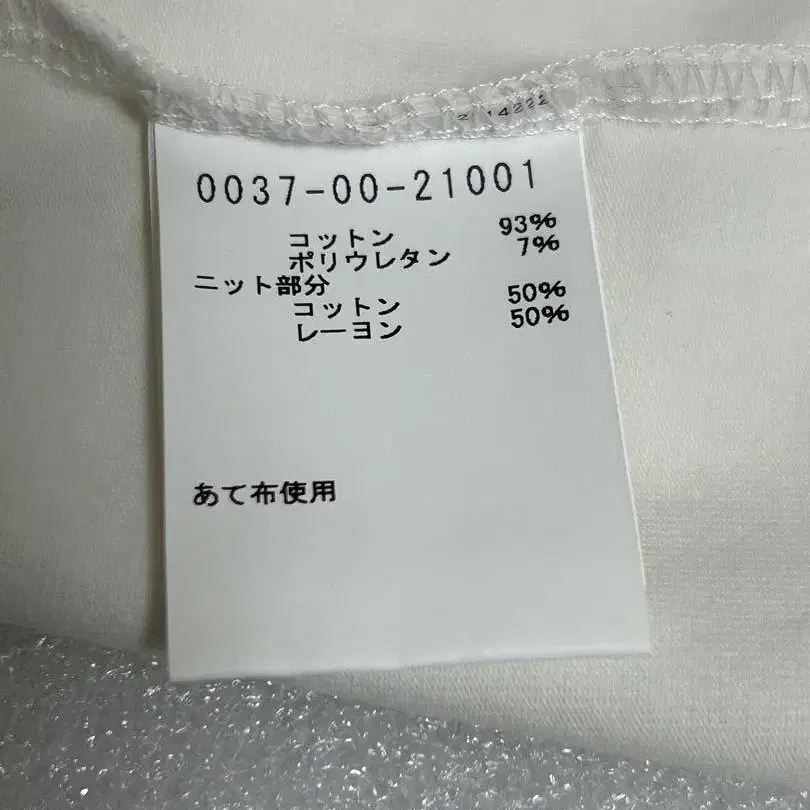 0037-00-21001
コットン 93%
ポリウレタン 7%
ニット部分
コットン 50%
レーヨン 50%
あて布使用